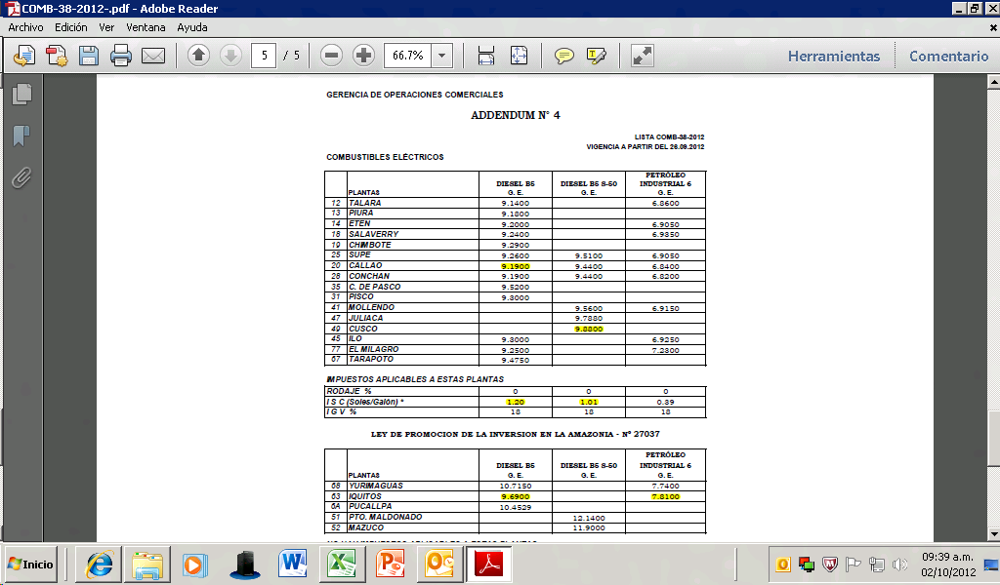 COMB-38-2012-.pdf - Adobe Reader
Archivo Edición Ver Ventana Ayuda
5 / 5 66.7% Herramientas Comentario
GERENCIA DE OPERACIONES COMERCIALES
ADDENDUM N° 4
LISTA COMB-38-2012
VIGENCIA A PARTIR DEL 26.09.2012
COMBUSTIBLES ELÉCTRICOS
PLANTAS DIESEL B5 G. E. DIESEL B5 S-50 G. E. PETRÓLEO INDUSTRIAL 6 G. E.
12 TALARA 9.1400 6.8600
13 PIURA 9.1800
14 ETEN 9.2000 6.9050
18 SALAVERRY 9.2400 6.9350
19 CHIMBOTE 9.2900
25 SUPE 9.2600 9.5100 6.9050
20 CALLAO 9.1900 9.4400 6.8400
28 CONCHAN 9.1900 9.4400 6.8200
35 C. DE PASCO 9.5200
31 PISCO 9.3000
41 MOLLENDO 9.5600 6.9150
47 JULIACA 9.7880
49 CUSCO 9.8800
45 ILO 9.3000 6.9250
77 EL MILAGRO 9.2500 7.2300
67 TARAPOTO 9.4750
IMPUESTOS APLICABLES A ESTAS PLANTAS
RODAJE % 0 0 0
I S C (Soles/Galón) * 1.20 1.01 0.39
I G V % 18 18 18
LEY DE PROMOCION DE LA INVERSION EN LA AMAZONIA - Nº 27037
PLANTAS DIESEL B5 G. E. DIESEL B5 S-50 G. E. PETRÓLEO INDUSTRIAL 6 G. E.
68 YURIMAGUAS 10.7150 7.7400
63 IQUITOS 9.6900 7.8100
6A PUCALLPA 10.4529
51 PTO. MALDONADO 12.1400
52 MAZUCO 11.9000
Inicio
09:39 a.m.
02/10/2012